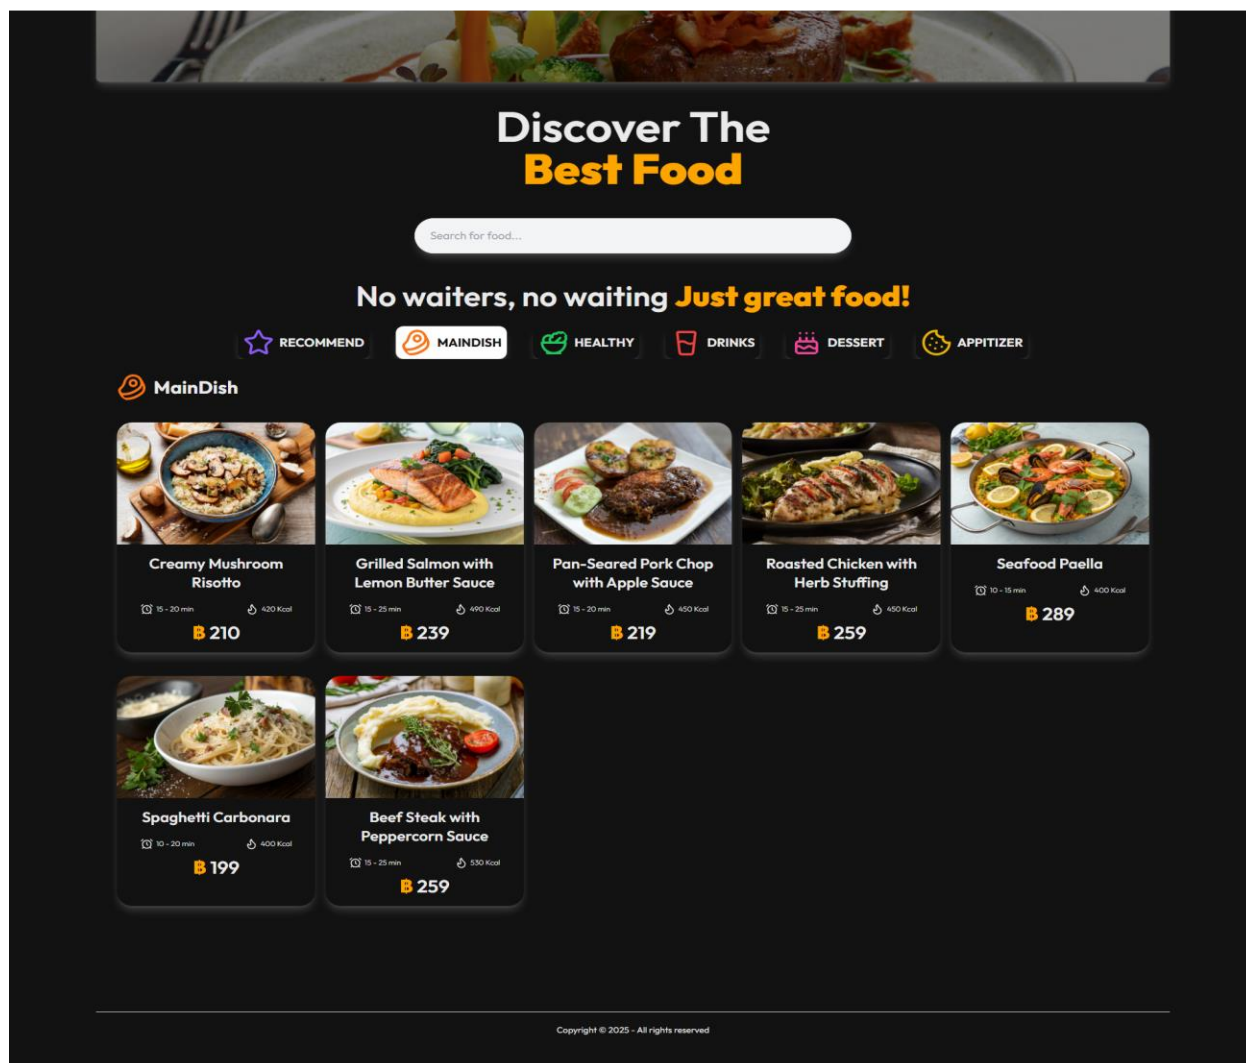 Discover The
Best Food
Search for food...
No waiters, no waiting Just great food!
RECOMMEND MAINDISH HEALTHY DRINKS DESSERT APPITIZER
MainDish
Creamy Mushroom
Risotto
15 - 20 min 420 Kcal
฿ 210
Grilled Salmon with
Lemon Butter Sauce
15 - 25 min 490 Kcal
฿ 239
Pan-Seared Pork Chop
with Apple Sauce
15 - 20 min 450 Kcal
฿ 219
Roasted Chicken with
Herb Stuffing
15 - 25 min 450 Kcal
฿ 259
Seafood Paella
10 - 15 min 400 Kcal
฿ 289
Spaghetti Carbonara
10 - 20 min 400 Kcal
฿ 199
Beef Steak with
Peppercorn Sauce
15 - 25 min 530 Kcal
฿ 259
Copyright © 2025 - All rights reserved